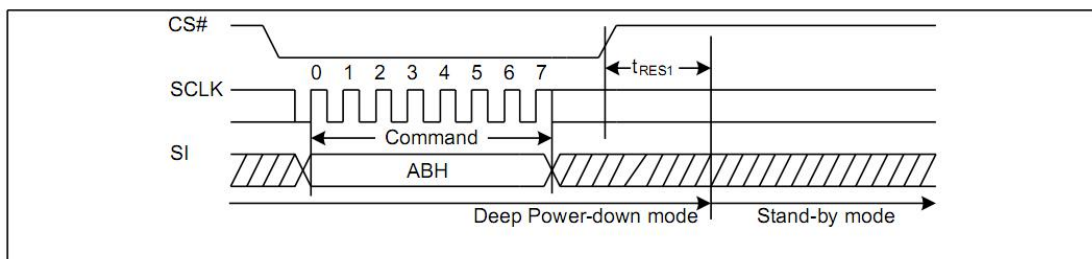 CS#
tRES1
0 1 2 3 4 5 6 7
SCLK
Command
SI
ABH
Deep Power-down mode Stand-by mode